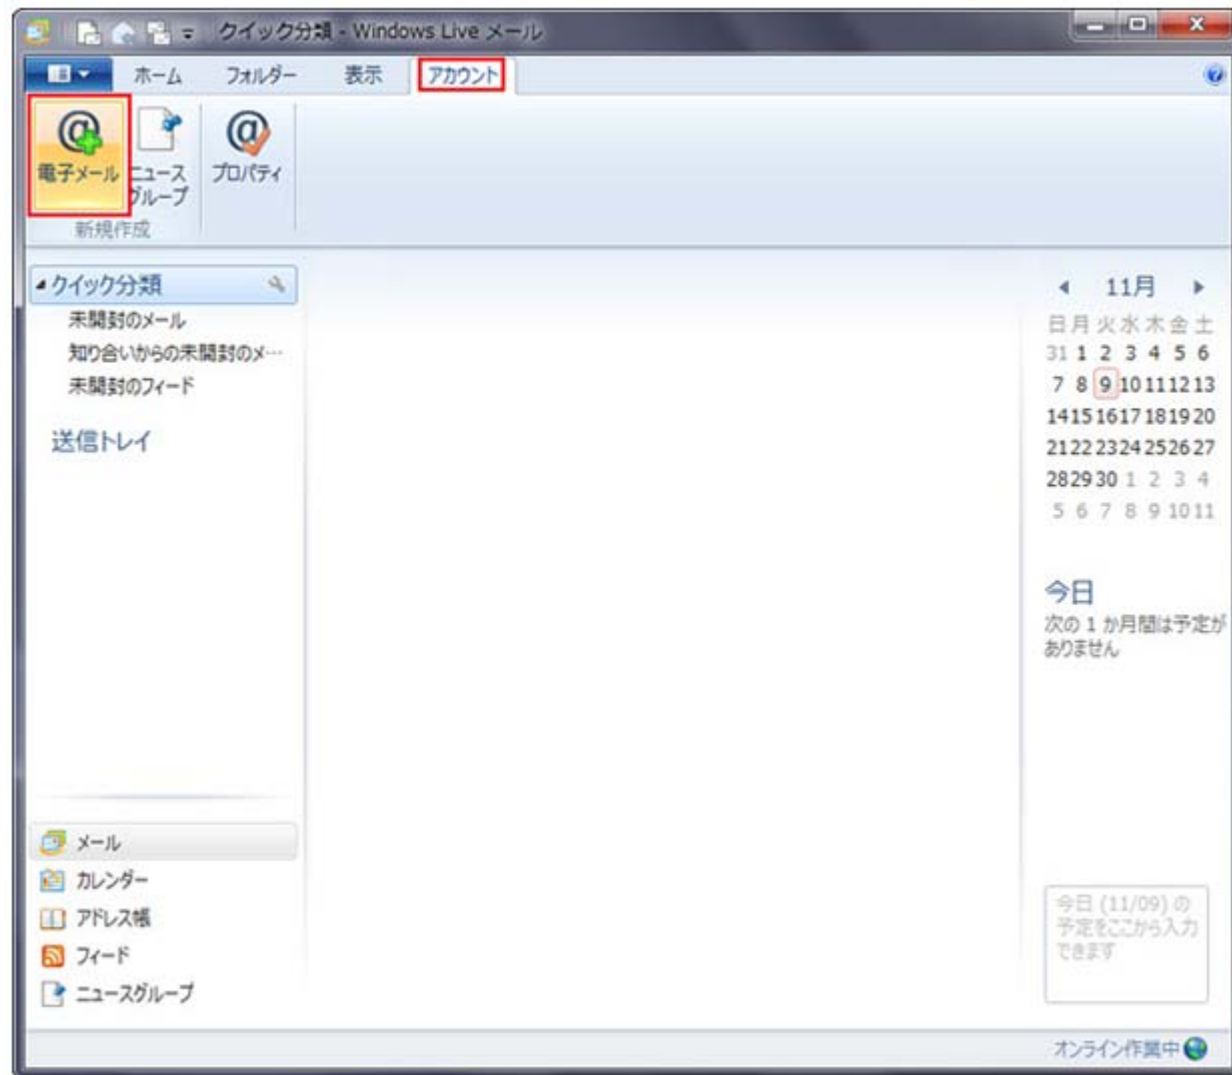 クイック分類 - Windows Live メール
ホーム フォルダー 表示 アカウント
電子メール
ニュース
グループ
プロパティ
新規作成
クイック分類
未開封のメール
知り合いからの未開封のメ…
未開封のフィード
送信トレイ
メール
カレンダー
アドレス帳
フィード
ニュースグループ
11月
日 月 火 水 木 金 土
31 1 2 3 4 5 6
7 8 9 10 11 12 13
14 15 16 17 18 19 20
21 22 23 24 25 26 27
28 29 30 1 2 3 4
5 6 7 8 9 10 11
今日
次の 1 か月間は予定が
ありません
今日 (11/09) の
予定をここから入力
できます
オンライン作業中